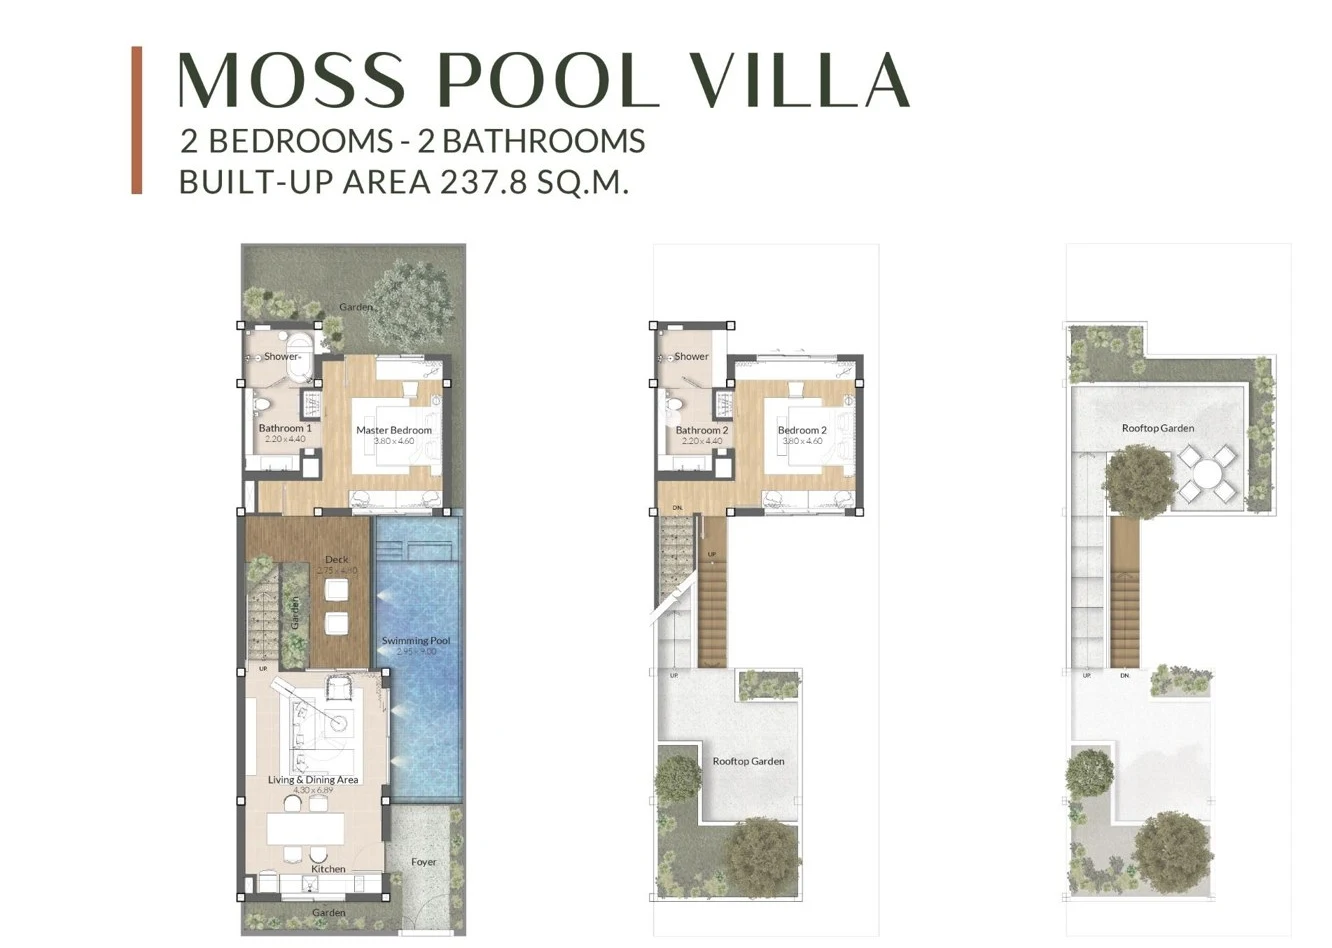 MOSS POOL VILLA
2 BEDROOMS - 2 BATHROOMS
BUILT-UP AREA 237.8 SQ.M.
Garden
Shower
Bathroom 1
2.20 x 4.40
Master Bedroom
3.80 x 4.60
Deck
2.75 x 4.80
Garden
UP.
Swimming Pool
2.95 x 9.00
Living & Dining Area
4.30 x 6.89
Kitchen
Foyer
Garden
Shower
Bathroom 2
2.20 x 4.40
Bedroom 2
3.80 x 4.60
DN.
UP.
UP.
Rooftop Garden
Rooftop Garden
UP.
DN.